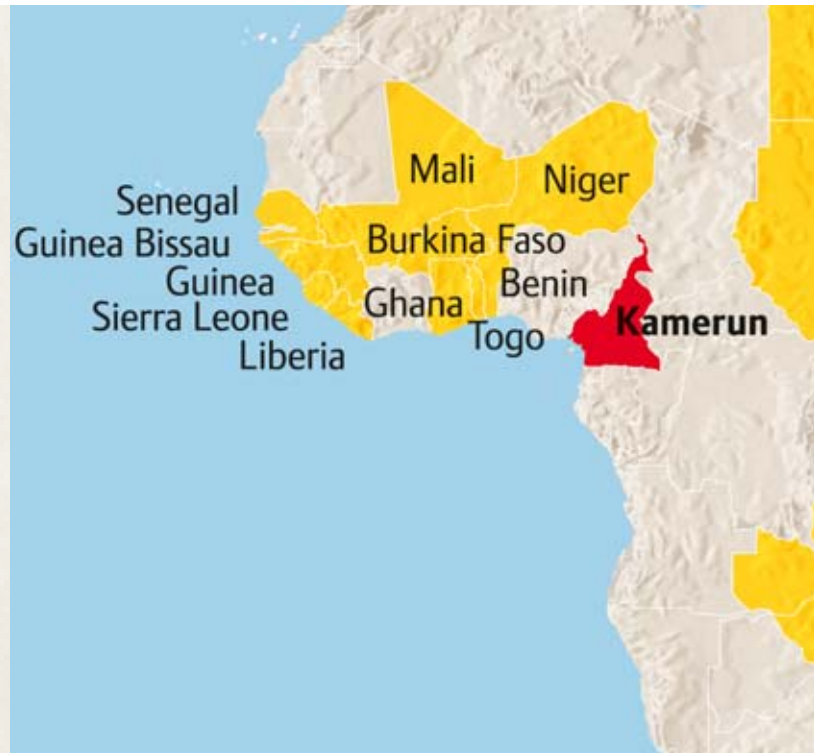 Mali
Niger
Senegal
Guinea Bissau
Burkina Faso
Guinea
Benin
Ghana
Sierra Leone
Kamerun
Togo
Liberia